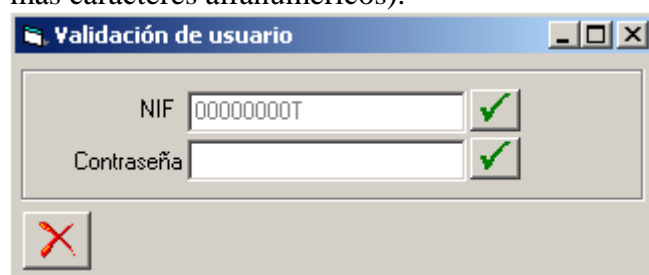 más caracteres alfanuméricos).
Validación de usuario
NIF 00000000T
Contraseña